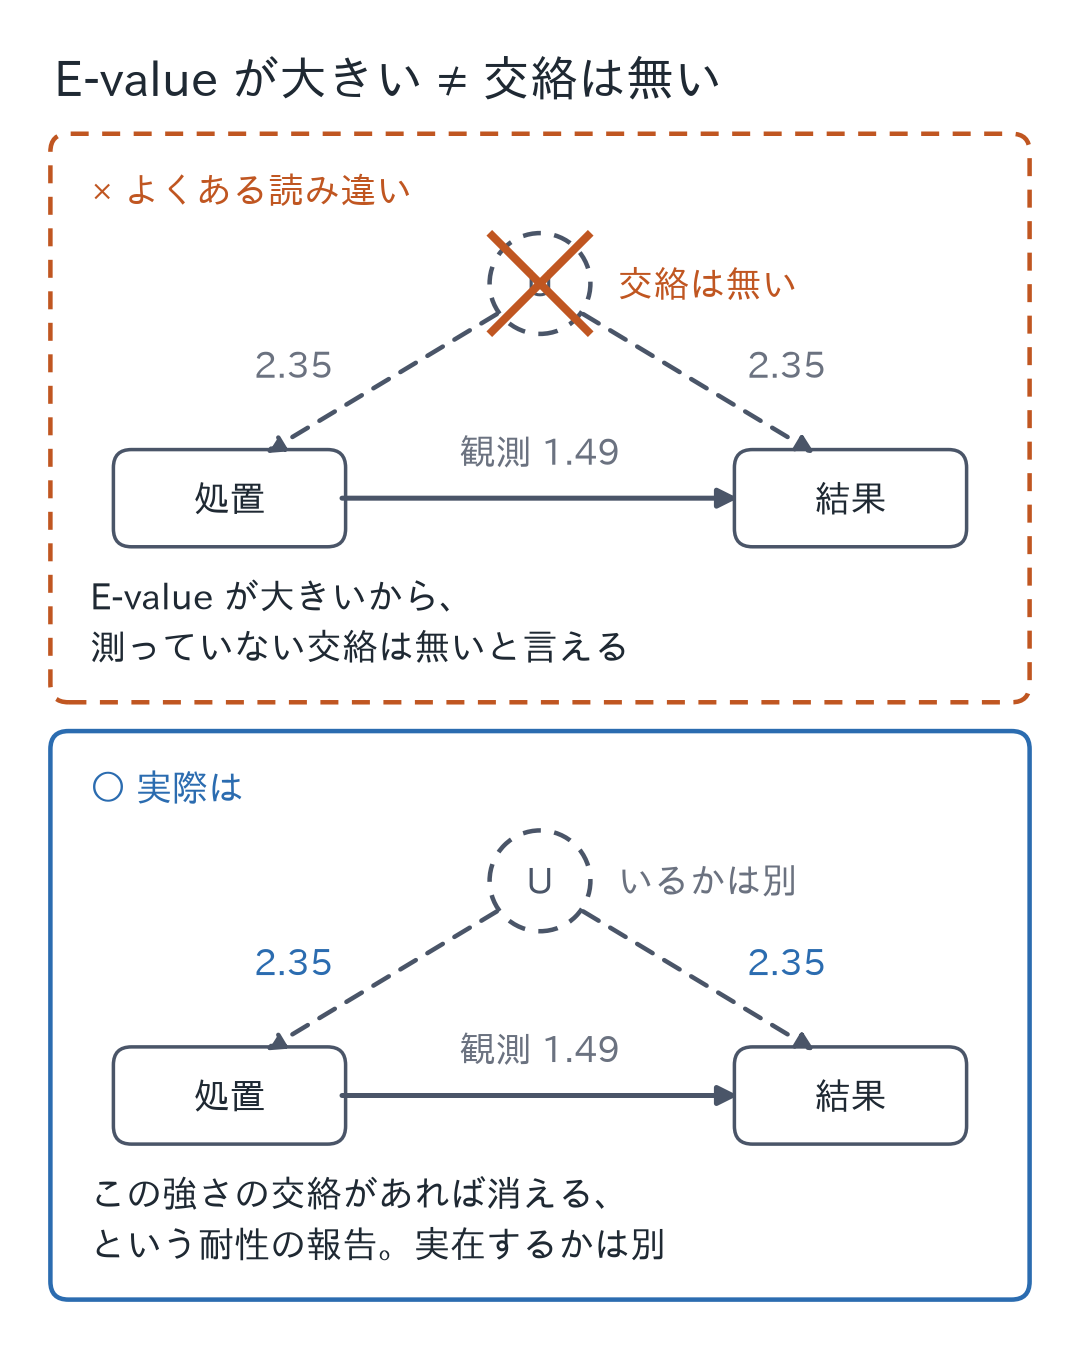 E-value が大きい ≠ 交絡は無い
× よくある読み違い
交絡は無い
2.35
2.35
観測 1.49
処置
結果
E-value が大きいから、
測っていない交絡は無いと言える
○ 実際は
U
いるかは別
2.35
2.35
観測 1.49
処置
結果
この強さの交絡があれば消える、
という耐性の報告。実在するかは別